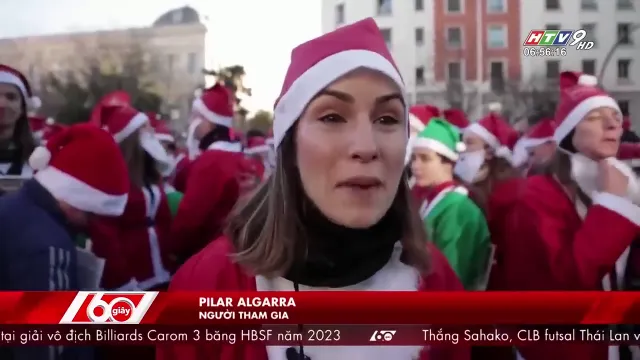 HTV9 HD
06:56:16
PILAR ALGARRA
60 giây
NGƯỜI THAM GIA
tại giải vô địch Billiards Carom 3 băng HBSF năm 2023 60 Thắng Sahako, CLB futsal Thái Lan v